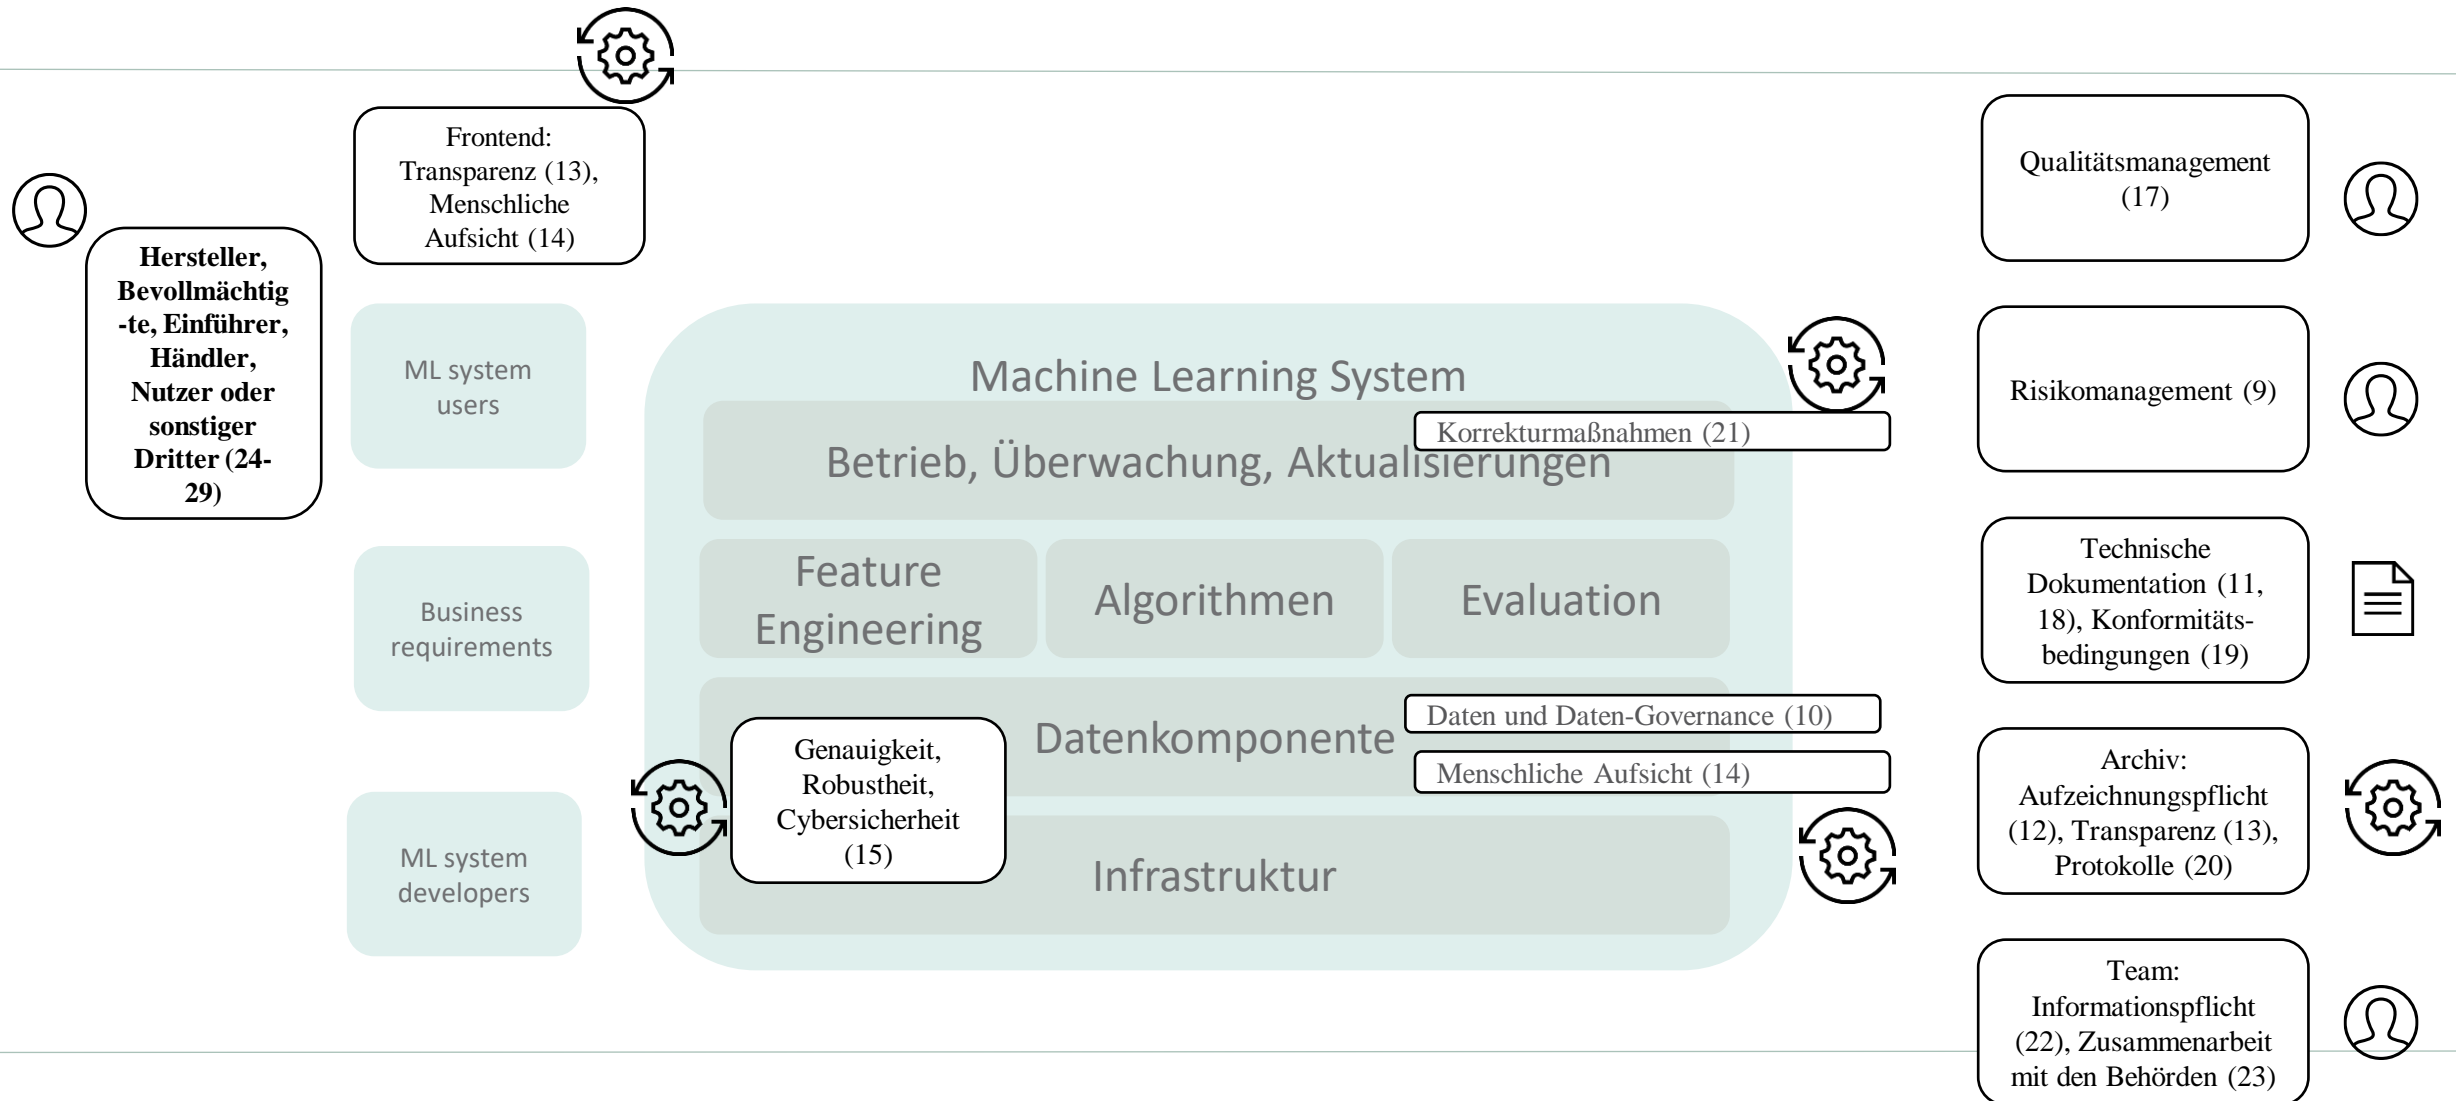 Frontend:
Transparenz (13),
Menschliche
Aufsicht (14)
Hersteller,
Bevollmächtig
-te, Einführer,
Händler,
Nutzer oder
sonstiger
Dritter (24-
29)
ML system
users
Business
requirements
ML system
developers
Machine Learning System
Korrekturmaßnahmen (21)
Betrieb, Überwachung, Aktualisierungen
Feature
Engineering
Algorithmen
Evaluation
Datenkomponente
Daten und Daten-Governance (10)
Menschliche Aufsicht (14)
Genauigkeit,
Robustheit,
Cybersicherheit
(15)
Infrastruktur
Qualitätsmanagement
(17)
Risikomanagement (9)
Technische
Dokumentation (11,
18), Konformitäts-
bedingungen (19)
Archiv:
Aufzeichnungspflicht
(12), Transparenz (13),
Protokolle (20)
Team:
Informationspflicht
(22), Zusammenarbeit
mit den Behörden (23)